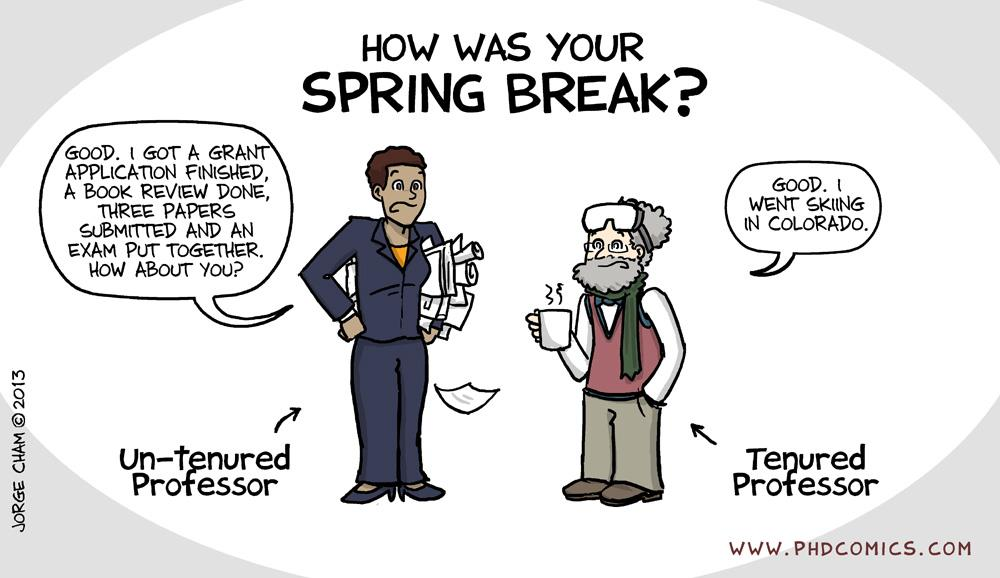 HOW WAS YOUR
SPRING BREAK?
GOOD. I GOT A GRANT
APPLICATION FINISHED,
A BOOK REVIEW DONE,
THREE PAPERS
SUBMITTED AND AN
EXAM PUT TOGETHER.
HOW ABOUT YOU?
GOOD. I
WENT SKIING
IN COLORADO.
Un-tenured
Professor
Tenured
Professor
JORGE CHAM © 2013
WWW.PHDCOMICS.COM